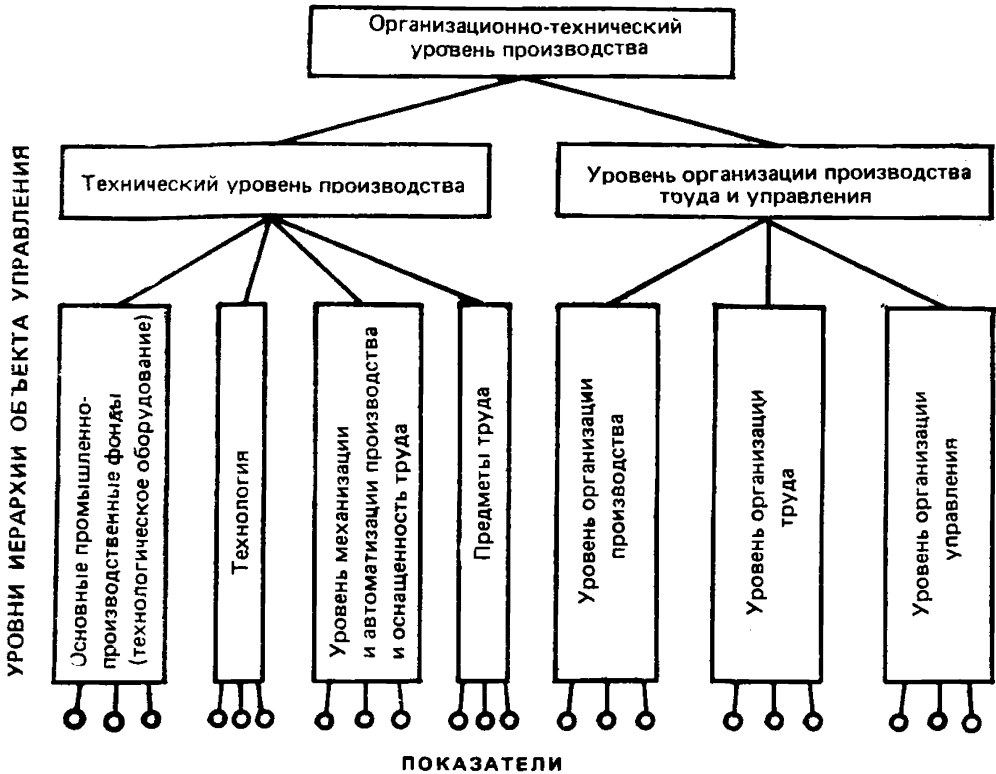 Организационно-технический
уровень производства
Технический уровень производства
Уровень организации производства
труда и управления
УРОВНИ ИЕРАРХИИ ОБЪЕКТА УПРАВЛЕНИЯ
Основные промышленно-
производственные фонды
(технологическое оборудование)
Технология
Уровень механизации
и автоматизации производства
и оснащенность труда
Предметы труда
Уровень организации
производства
Уровень организации
труда
Уровень организации
управления
ПОКАЗАТЕЛИ